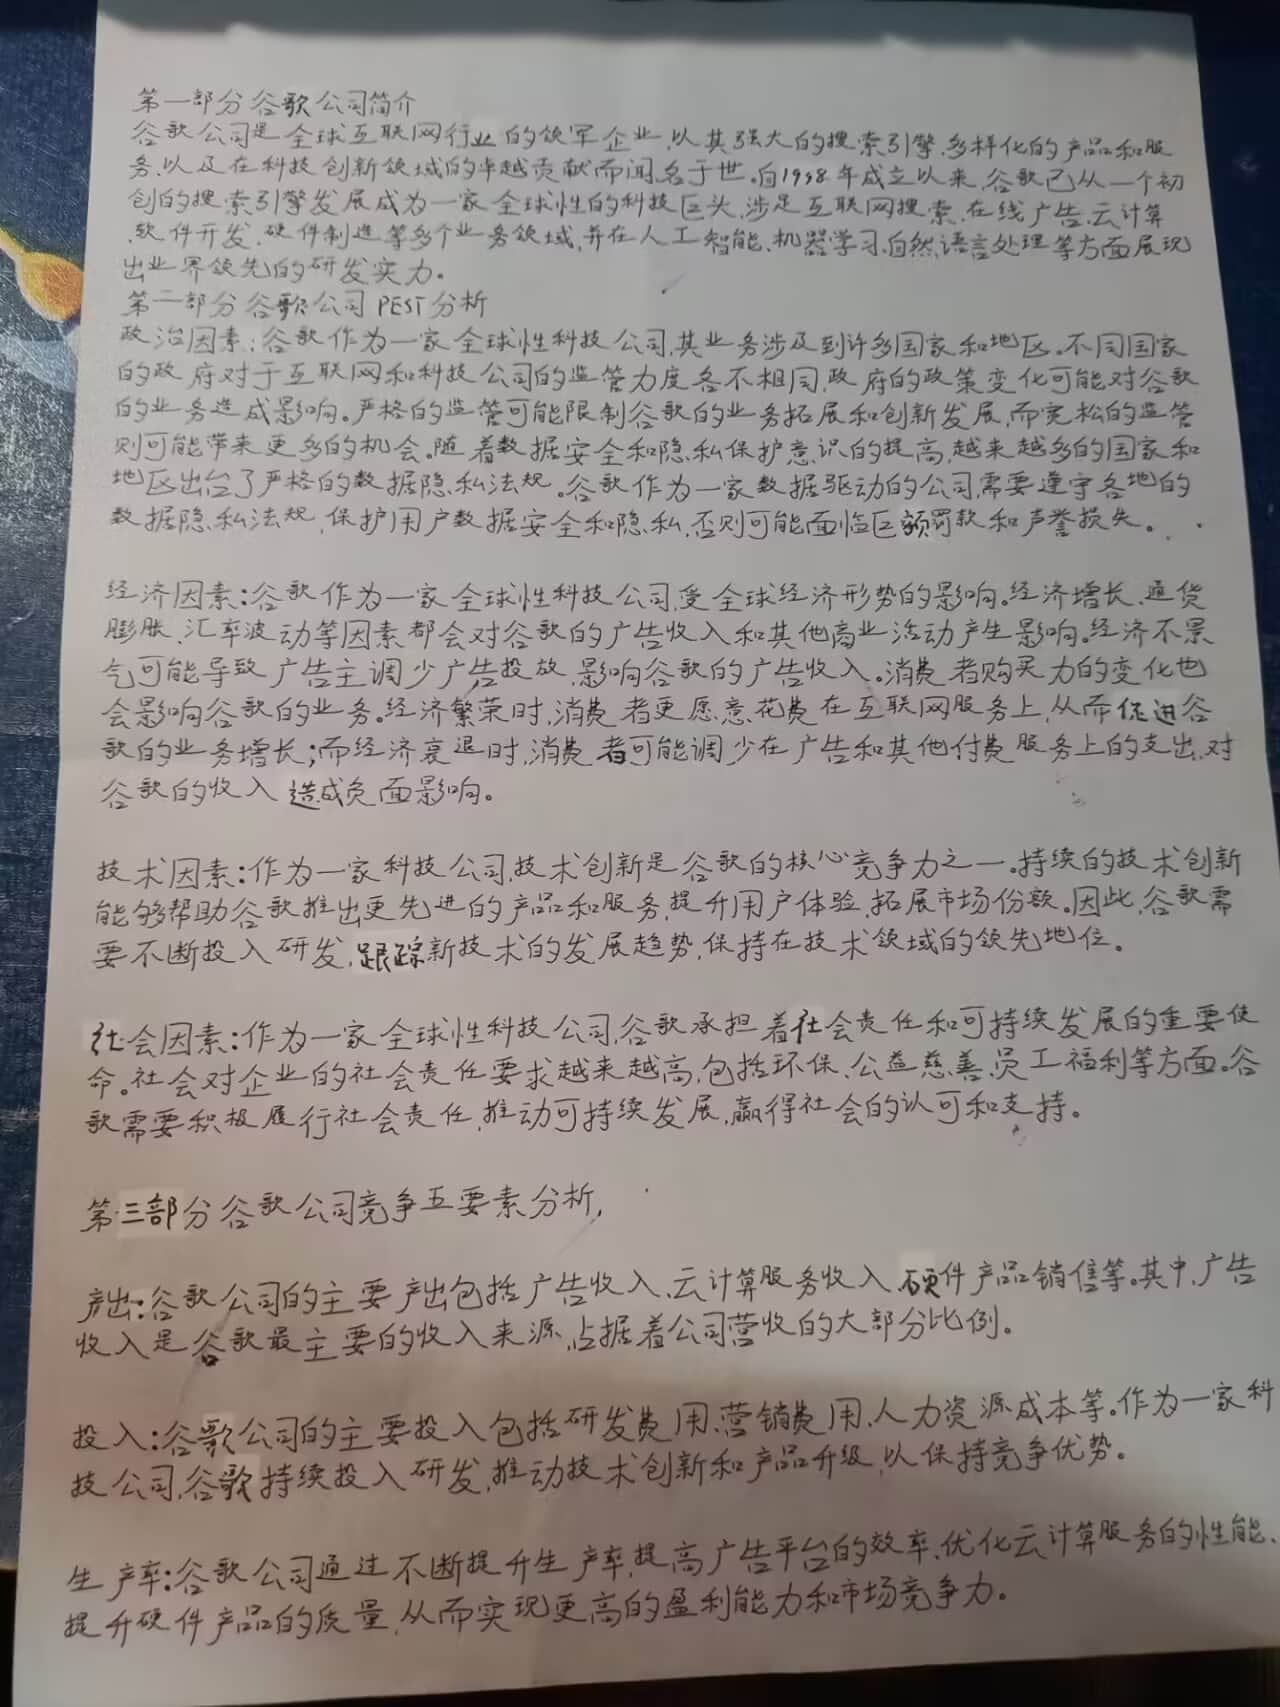 第一部分 谷歌公司简介
谷歌公司是全球互联网行业的领军企业,以其强大的搜索引擎、多样化的产品和服
务,以及在科技创新领域的卓越贡献而闻名于世。自1998年成立以来,谷歌已从一个初
创的搜索引擎发展成为一家全球性的科技巨头,涉足互联网搜索、在线广告、云计算
、软件开发、硬件制造等多个业务领域,并在人工智能、机器学习、自然语言处理等方面展现
出业界领先的研发实力。
第二部分 谷歌公司PEST分析
政治因素:谷歌作为一家全球性科技公司,其业务涉及到许多国家和地区。不同国家
的政府对于互联网和科技公司的监管力度各不相同,政府的政策变化可能对谷歌
的业务造成影响。严格的监管可能限制谷歌的业务拓展和创新发展,而宽松的监管
则可能带来更多的机会。随着数据安全和隐私保护意识的提高,越来越多的国家和
地区出台了严格的数据隐私法规。谷歌作为一家数据驱动的公司,需要遵守各地的
数据隐私法规,保护用户数据安全和隐私,否则可能面临巨额罚款和声誉损失。
经济因素:谷歌作为一家全球性科技公司,受全球经济形势的影响。经济增长、通货
膨胀、汇率波动等因素都会对谷歌的广告收入和其他商业活动产生影响。经济不景
气可能导致广告主调少广告投放,影响谷歌的广告收入。消费者购买力的变化也
会影响谷歌的业务。经济繁荣时,消费者更愿意花费在互联网服务上,从而促进谷
歌的业务增长;而经济衰退时,消费者可能调少在广告和其他付费服务上的支出,对
谷歌的收入造成负面影响。
技术因素:作为一家科技公司,技术创新是谷歌的核心竞争力之一。持续的技术创新
能够帮助谷歌推出更先进的产品和服务,提升用户体验,拓展市场份歌。因此,谷歌需
要不断投入研发,跟踪新技术的发展趋势,保持在技术领域的领先地位。
社会因素:作为一家全球性科技公司,谷歌承担着社会责任和可持续发展的重要使
命。社会对企业的社会责任要求越来越高,包括环保、公益慈善、员工福利等方面。谷
歌需要积极履行社会责任,推动可持续发展,赢得社会的认可和支持。
第三部分 谷歌公司竞争五要素分析,
产出:谷歌公司的主要产出包括广告收入、云计算服务收入、硬件产品销售等。其中,广告
收入是谷歌最主要的收入来源,占据着公司营收的大部分比例。
投入:谷歌公司的主要投入包括研发费用、营销费用、人力资源成本等。作为一家科
技公司,谷歌持续投入研发,推动技术创新和产品升级,以保持竞争优势。
生产率:谷歌公司通过不断提升生产率,提高广告平台的效率、优化云计算服务的性能、
提升硬件产品的质量,从而实现更高的盈利能力和市场竞争力。